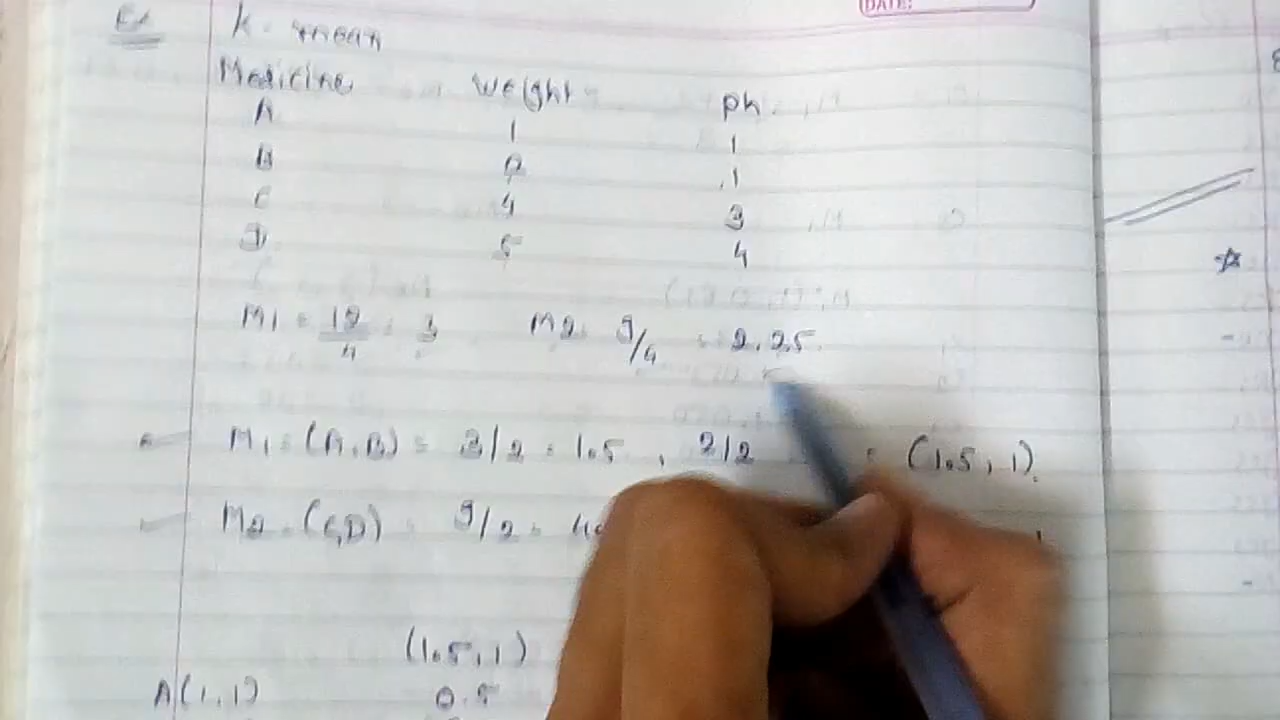 DATE:
Ex K-mean
Medicine Weight ph
A 1 1
B 2 1
C 4 3
D 5 4
M1 = 12/4 = 3 M2 = 9/4 = 2.25
M1 = (A,B) = 3/2 = 1.5 , 2/2 = (1.5, 1)
M2 = (C,D) = 9/2 =
(1.5, 1)
A(1, 1) 0.5